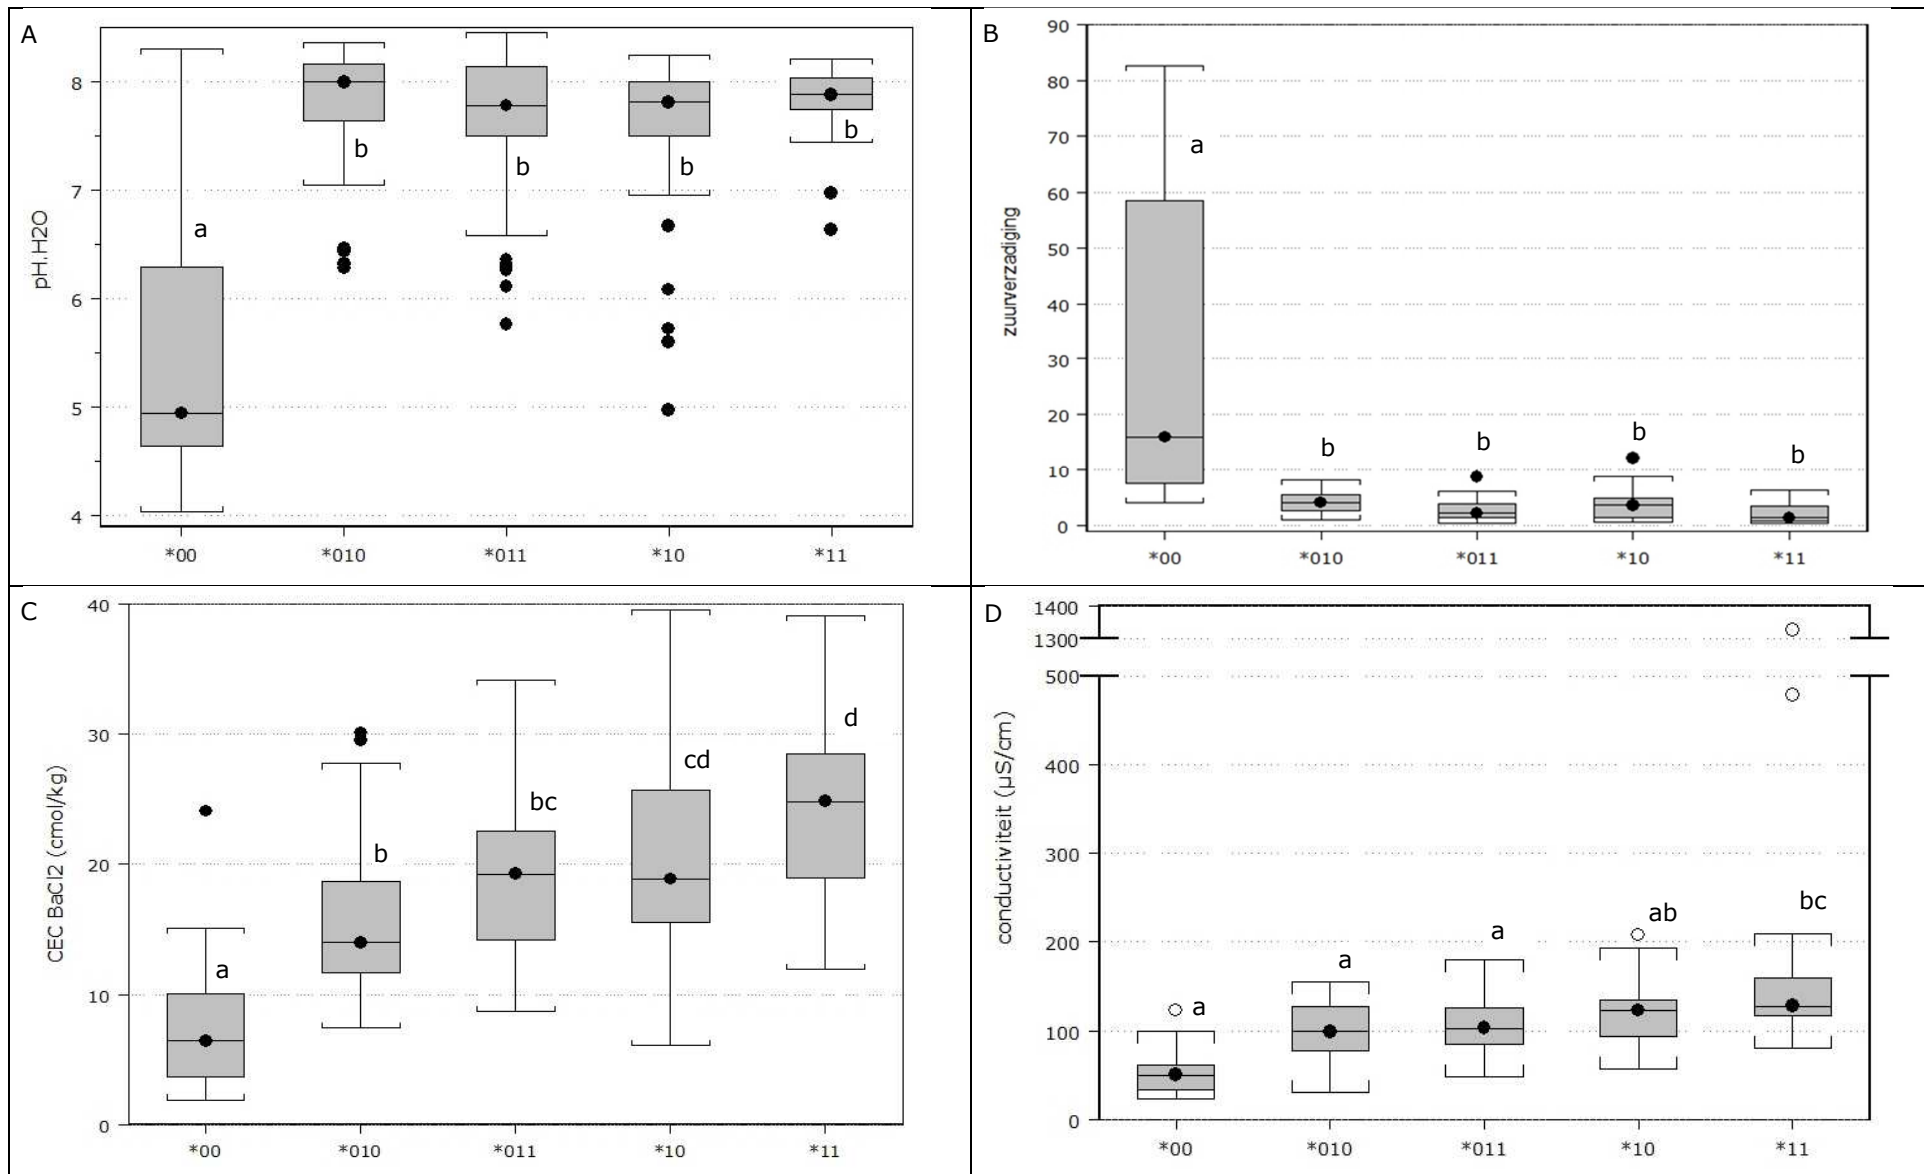 A
pH.H2O
8
7
6
5
4
a
b
b
b
b
*00
*010
*011
*10
*11
B
zuurverzadiging
90
80
70
60
50
40
30
20
10
0
a
b
b
b
b
*00
*010
*011
*10
*11
C
CEC BaCl2 (cmol/kg)
40
30
20
10
0
a
b
bc
cd
d
*00
*010
*011
*10
*11
D
conductiviteit (µS/cm)
1400
1300
500
400
300
200
100
0
a
a
a
ab
bc
*00
*010
*011
*10
*11